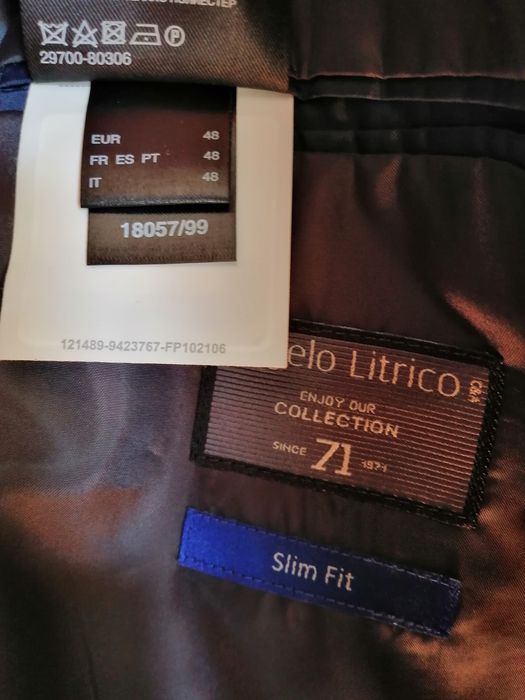 29700-80306
EUR 48
FR ES PT 48
IT 48
18057/99
121489-9423767-FP102106
elo Litrico
C&A
ENJOY OUR
COLLECTION
SINCE 71 1971
Slim Fit